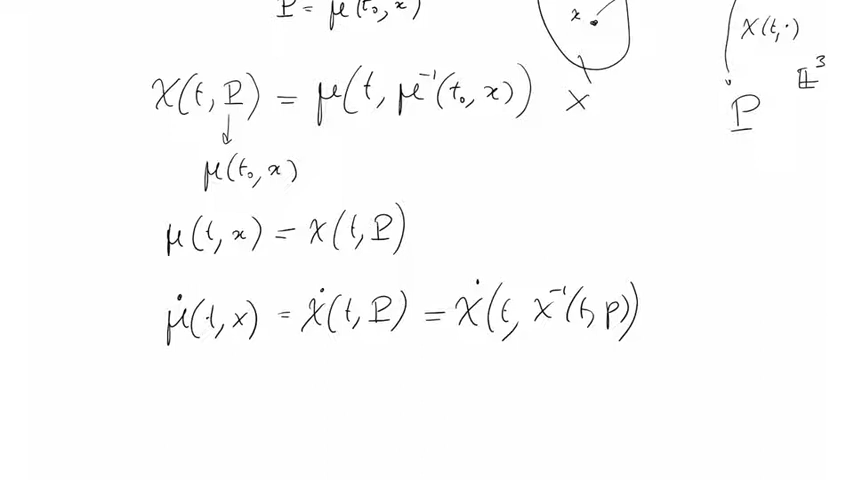 P = μ(t₀, x)
x
χ(t,·)
𝔼³
χ(t, P) = μ(t, μ⁻¹(t₀, x))
X
P
μ(t₀, x)
μ(t, x) = χ(t, P)
μ̇(t, x) = χ̇(t, P) = χ̇(t, χ⁻¹(t, p))